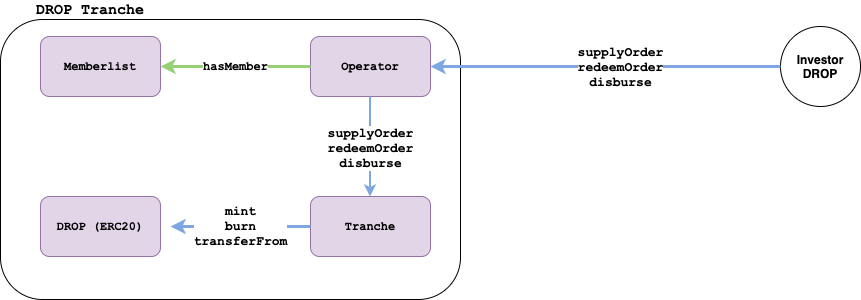 DROP Tranche
Memberlist
hasMember
Operator
supplyOrder
redeemOrder
disburse
Investor
DROP
supplyOrder
redeemOrder
disburse
DROP (ERC20)
mint
burn
transferFrom
Tranche